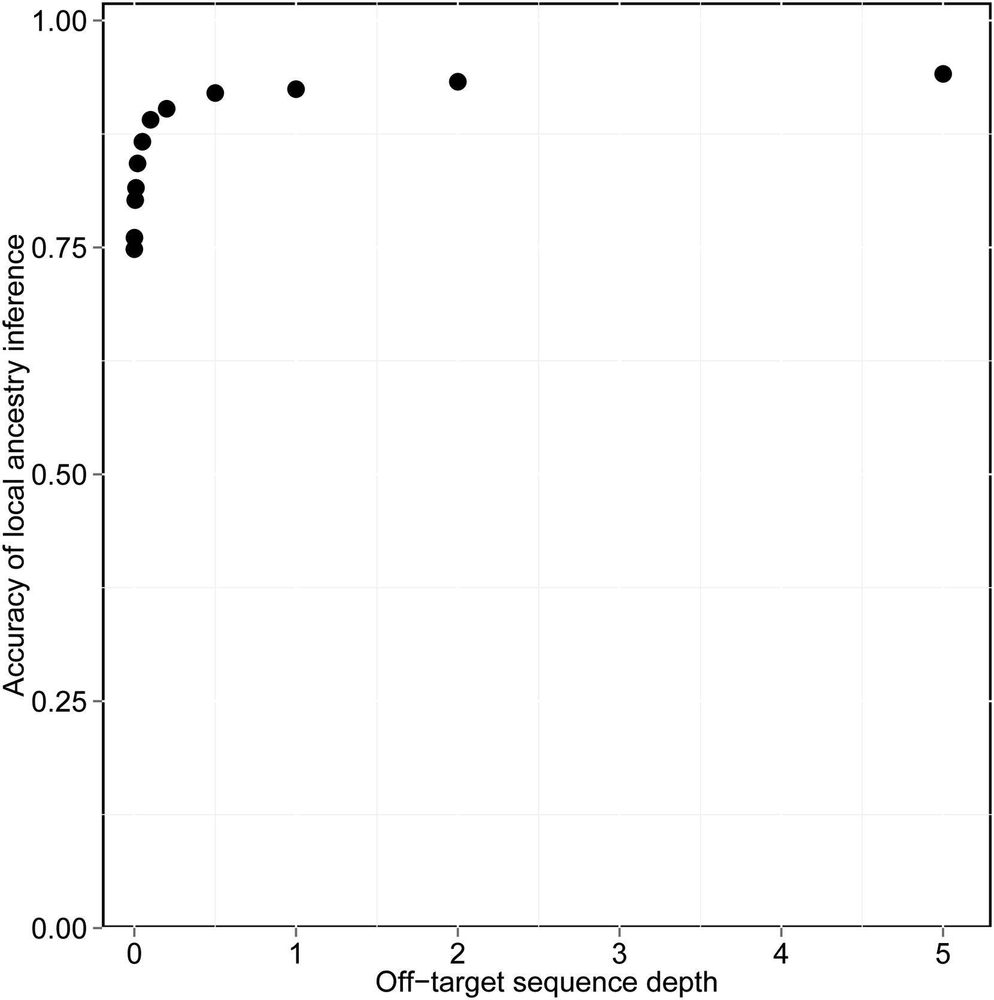 Accuracy of local ancestry inference
1.00
0.75
0.50
0.25
0.00
0 1 2 3 4 5
Off−target sequence depth